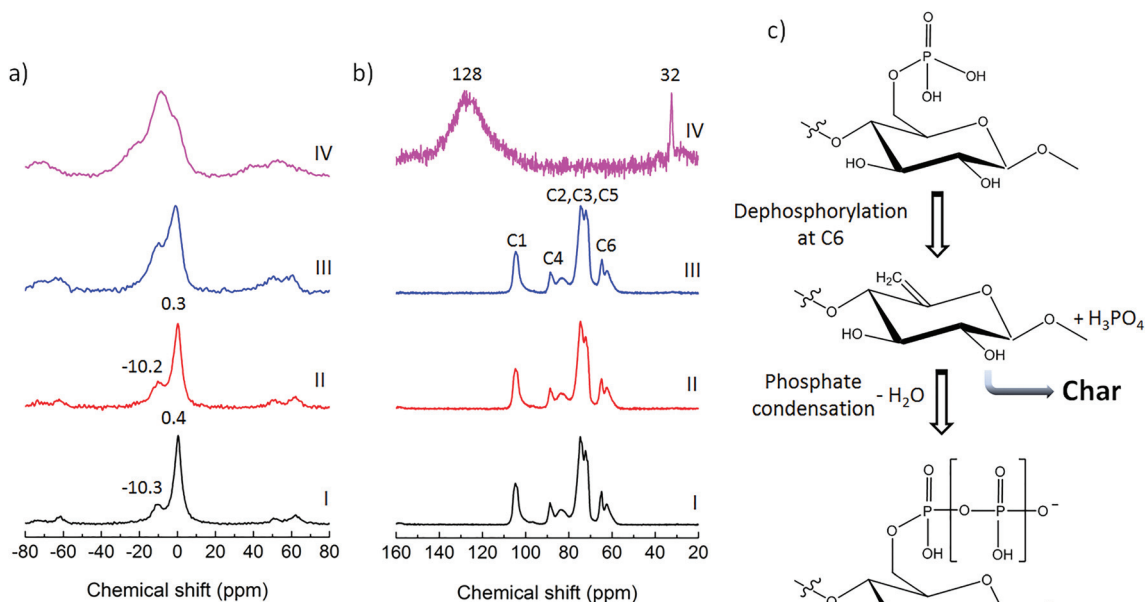 a)
IV
III
0.3
-10.2
II
0.4
-10.3
I
-80 -60 -40 -20 0 20 40 60 80
Chemical shift (ppm)
b)
128
32
IV
C2,C3,C5
C1
C4
C6
III
II
I
160 140 120 100 80 60 40 20
Chemical shift (ppm)
c)
O
P
O
OH
OH
O
O
HO
OH
O
Dephosphorylation
at C6
H₂C
O
O
HO
OH
O
+ H₃PO₄
Phosphate
condensation
- H₂O
Char
O
O
P
O
P
O⁻
O
OH
OH
O
O